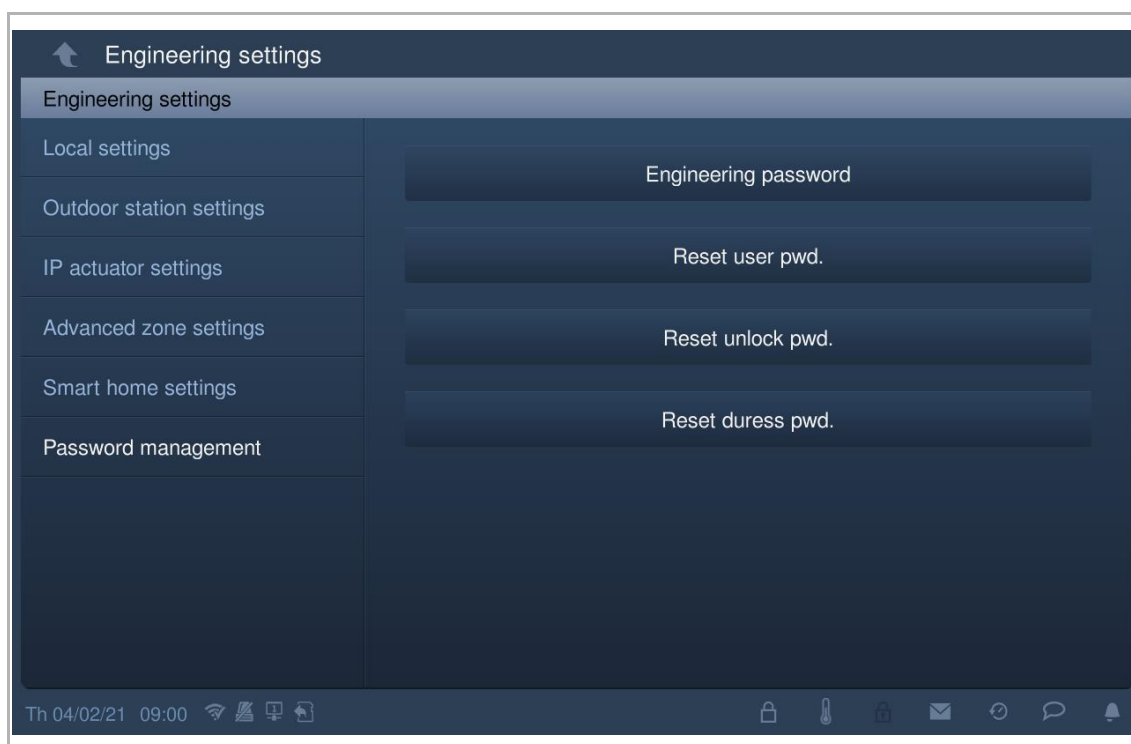 Engineering settings
Engineering settings
Local settings
Outdoor station settings
IP actuator settings
Advanced zone settings
Smart home settings
Password management
Engineering password
Reset user pwd.
Reset unlock pwd.
Reset duress pwd.
Th 04/02/21 09:00